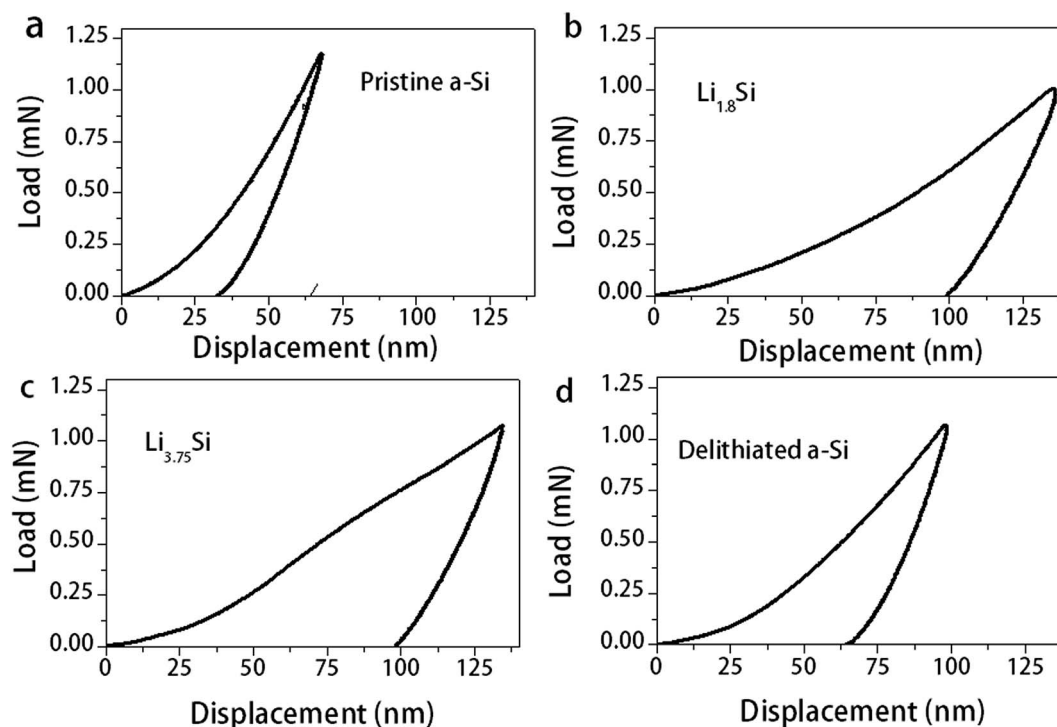 a
1.25
1.00
0.75
0.50
0.25
0.00
Load (mN)
Pristine a-Si
0 25 50 75 100 125
Displacement (nm)
b
1.25
1.00
0.75
0.50
0.25
0.00
Load (mN)
Li1.8Si
0 25 50 75 100 125
Displacement (nm)
c
1.25
1.00
0.75
0.50
0.25
0.00
Load (mN)
Li3.75Si
0 25 50 75 100 125
Displacement (nm)
d
1.25
1.00
0.75
0.50
0.25
0.00
Load (mN)
Delithiated a-Si
0 25 50 75 100 125
Displacement (nm)